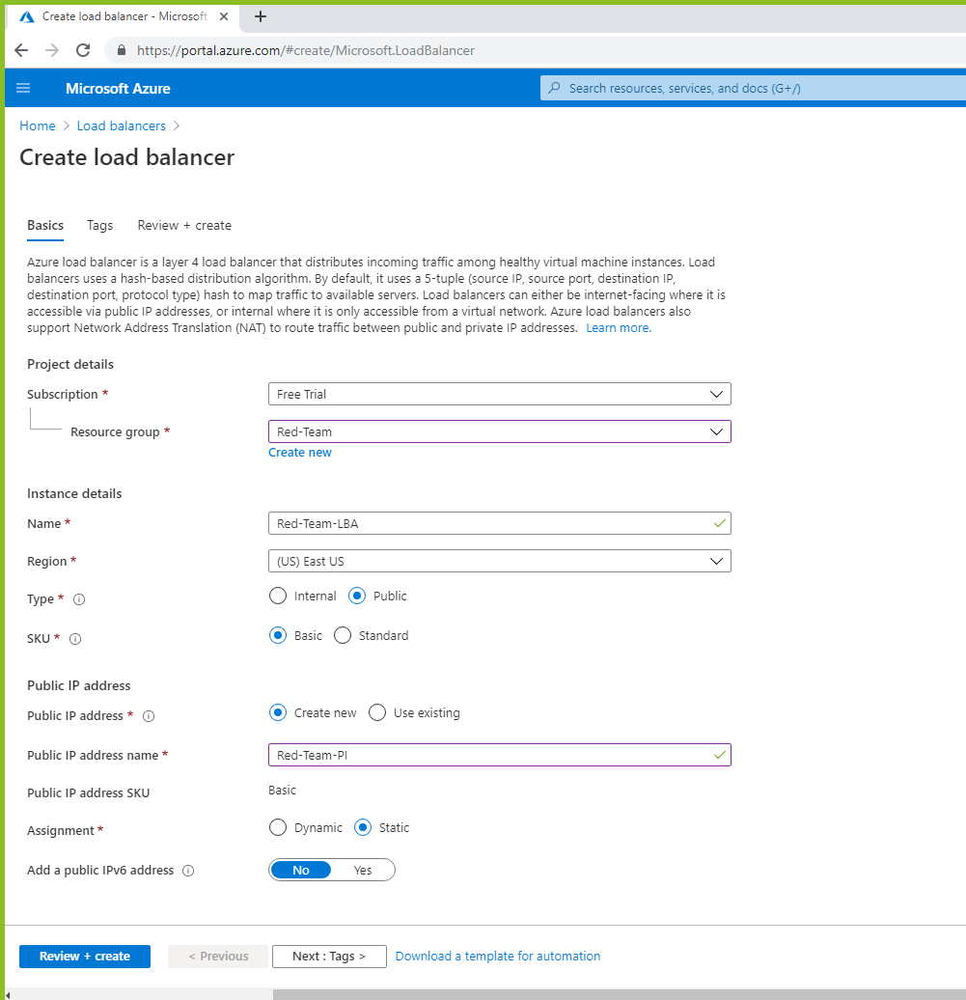 Create load balancer - Microsoft
https://portal.azure.com/#create/Microsoft.LoadBalancer
Microsoft Azure
Search resources, services, and docs (G+/)
Home > Load balancers >
Create load balancer
Basics Tags Review + create
Azure load balancer is a layer 4 load balancer that distributes incoming traffic among healthy virtual machine instances. Load
balancers uses a hash-based distribution algorithm. By default, it uses a 5-tuple (source IP, source port, destination IP,
destination port, protocol type) hash to map traffic to available servers. Load balancers can either be internet-facing where it is
accessible via public IP addresses, or internal where it is only accessible from a virtual network. Azure load balancers also
support Network Address Translation (NAT) to route traffic between public and private IP addresses. Learn more.
Project details
Subscription * Free Trial
Resource group * Red-Team
Create new
Instance details
Name * Red-Team-LBA
Region * (US) East US
Type * Internal Public
SKU * Basic Standard
Public IP address
Public IP address * Create new Use existing
Public IP address name * Red-Team-PI
Public IP address SKU Basic
Assignment * Dynamic Static
Add a public IPv6 address No Yes
Review + create < Previous Next : Tags > Download a template for automation